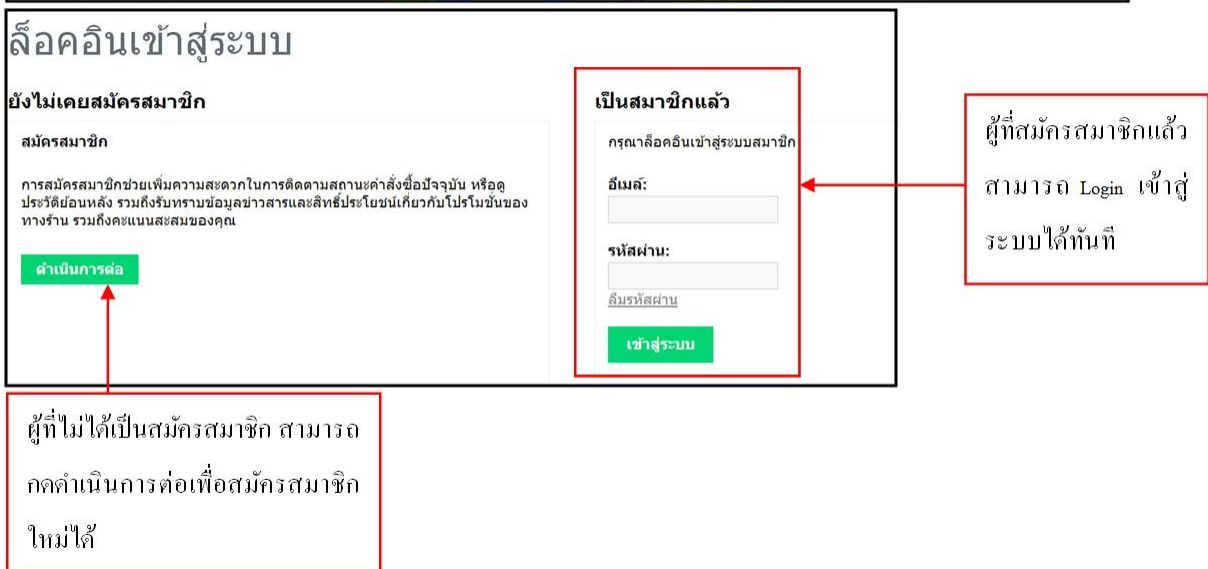 ล็อคอินเข้าสู่ระบบ
ยังไม่เคยสมัครสมาชิก
สมัครสมาชิก
การสมัครสมาชิกช่วยเพิ่มความสะดวกในการติดตามสถานะคำสั่งซื้อปัจจุบัน หรือดู
ประวัติย้อนหลัง รวมถึงรับทราบข้อมูลข่าวสารและสิทธิ์ประโยชน์เกี่ยวกับโปรโมชั่นของ
ทางร้าน รวมถึงคะแนนสะสมของคุณ
ดำเนินการต่อ
เป็นสมาชิกแล้ว
กรุณาล็อคอินเข้าสู่ระบบสมาชิก
อีเมล์:
รหัสผ่าน:
ลืมรหัสผ่าน
เข้าสู่ระบบ
ผู้ที่สมัครสมาชิกแล้ว
สามารถ Login เข้าสู่
ระบบได้ทันที
ผู้ที่ไม่ได้เป็นสมัครสมาชิก สามารถ
กดดำเนินการต่อเพื่อสมัครสมาชิก
ใหม่ได้